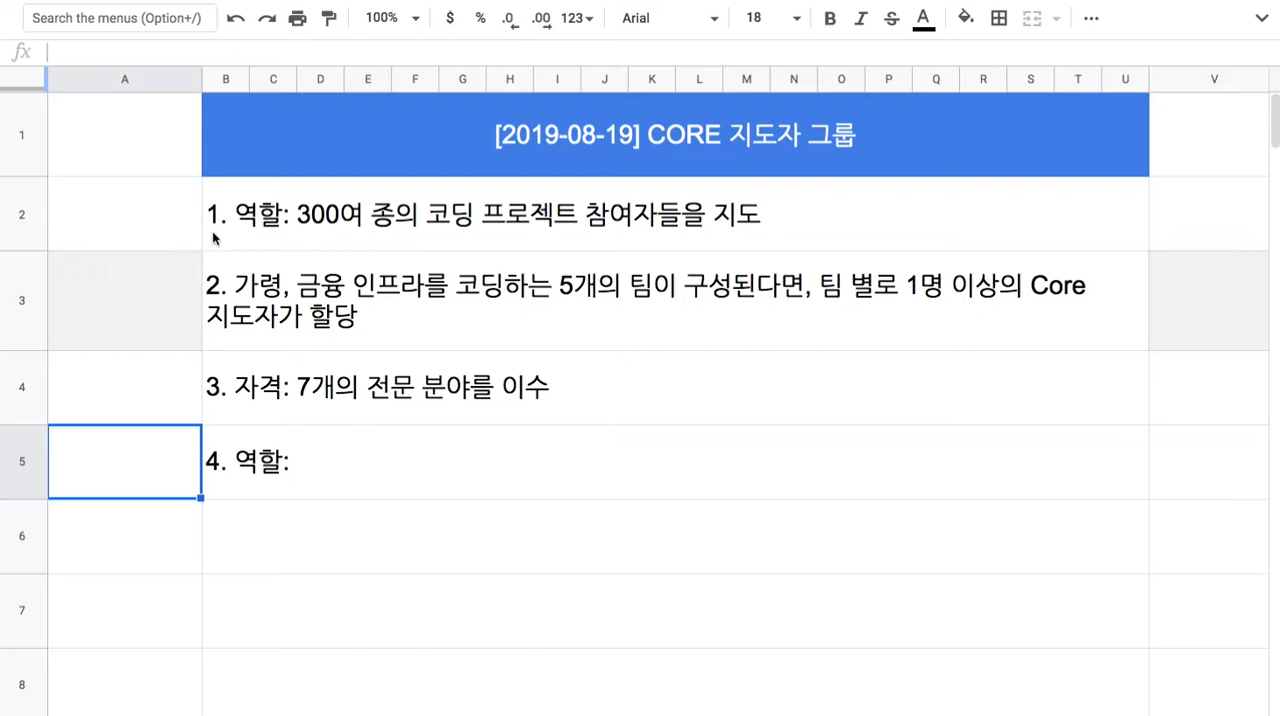 Search the menus (Option+/) 100% $ % .0 .00 123 Arial 18 B I S A ...
fx
A B C D E F G H I J K L M N O P Q R S T U V
1 [2019-08-19] CORE 지도자 그룹
2 1. 역할: 300여 종의 코딩 프로젝트 참여자들을 지도
3 2. 가령, 금융 인프라를 코딩하는 5개의 팀이 구성된다면, 팀 별로 1명 이상의 Core
지도자가 할당
4 3. 자격: 7개의 전문 분야를 이수
5 4. 역할:
6
7
8